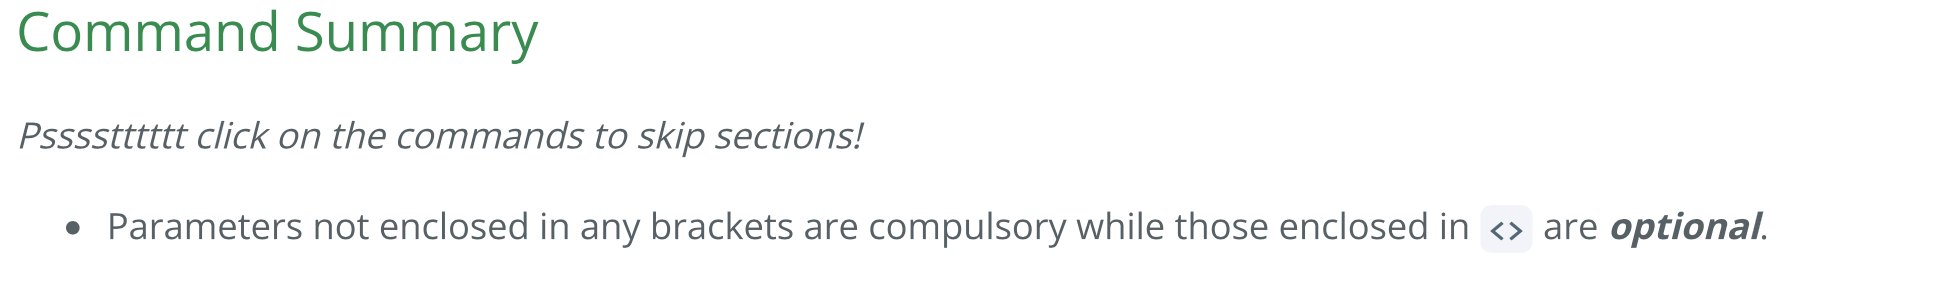 Command Summary
Psssssttttttt click on the commands to skip sections!
• Parameters not enclosed in any brackets are compulsory while those enclosed in <> are optional.